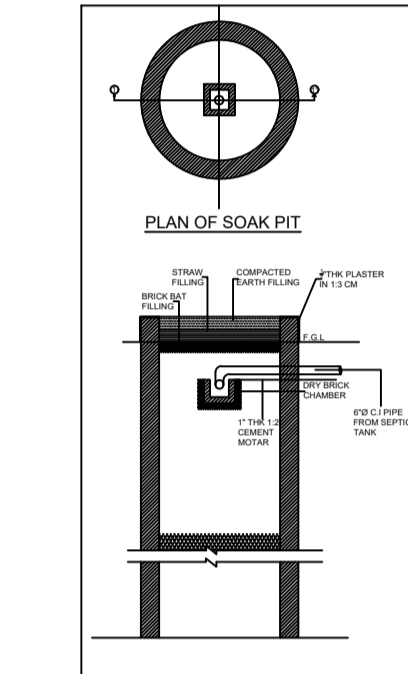 PLAN OF SOAK PIT
STRAW
FILLING
COMPACTED
EARTH FILLING
THK PLASTER
IN 1:3 CM
BRICK BAT
FILLING
F.G.L
DRY BRICK
CHAMBER
1" THK 1:2
CEMENT
MOTAR
6"Ø C.I PIPE
FROM SEPTIC
TANK